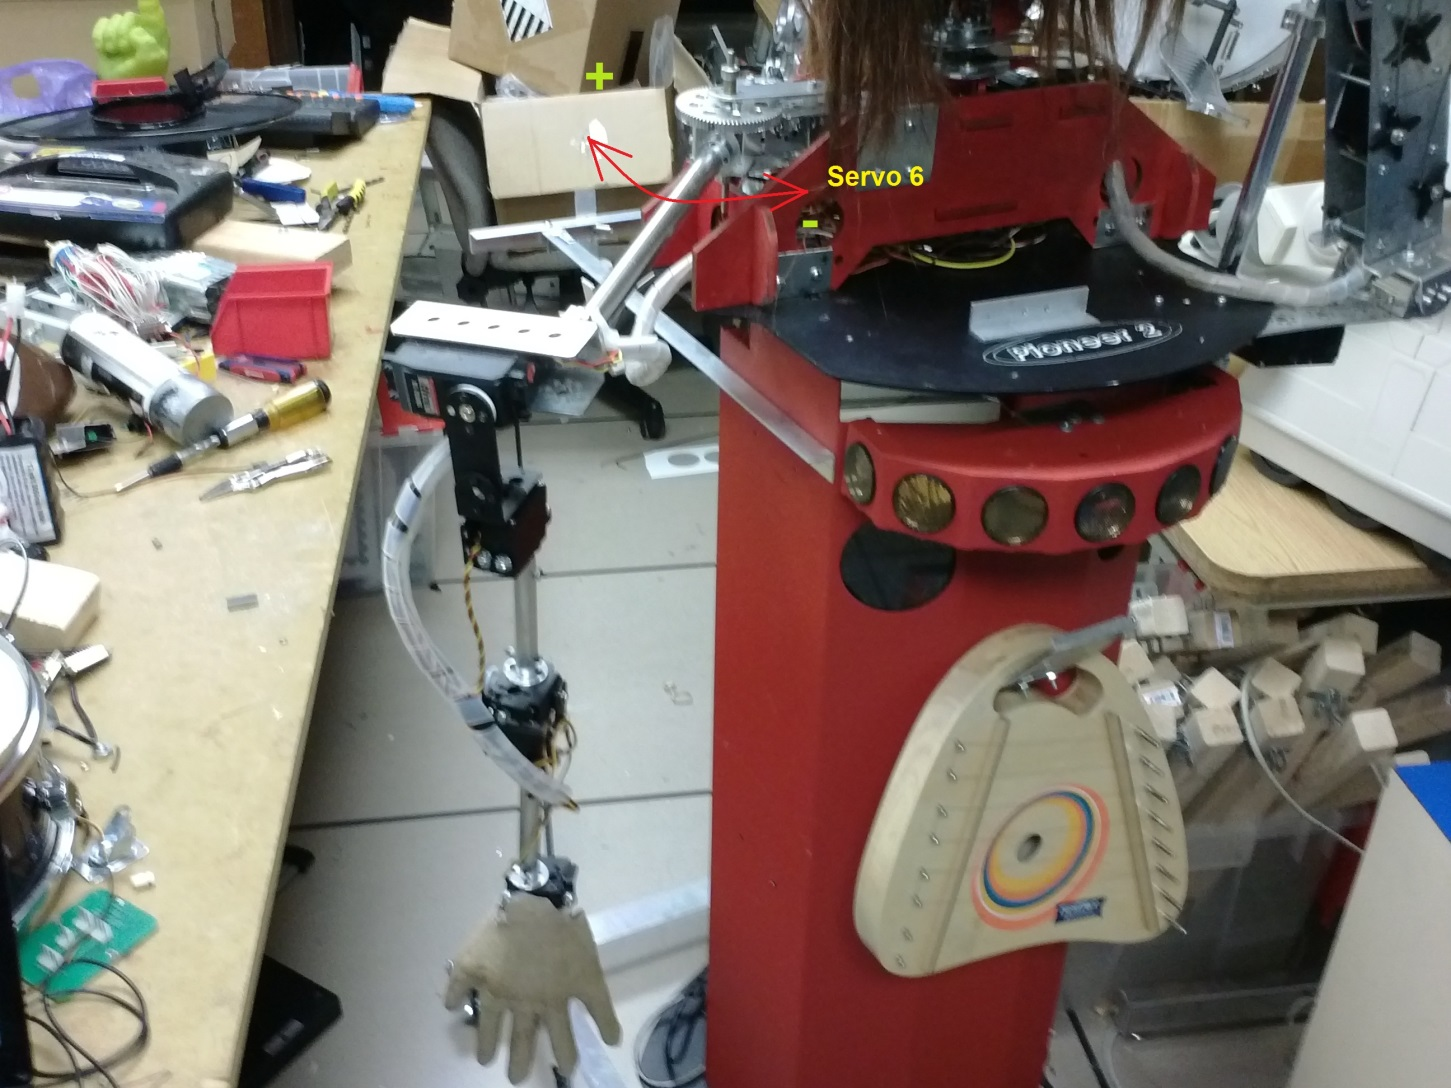 +
Servo 6
-
Pioneer 2